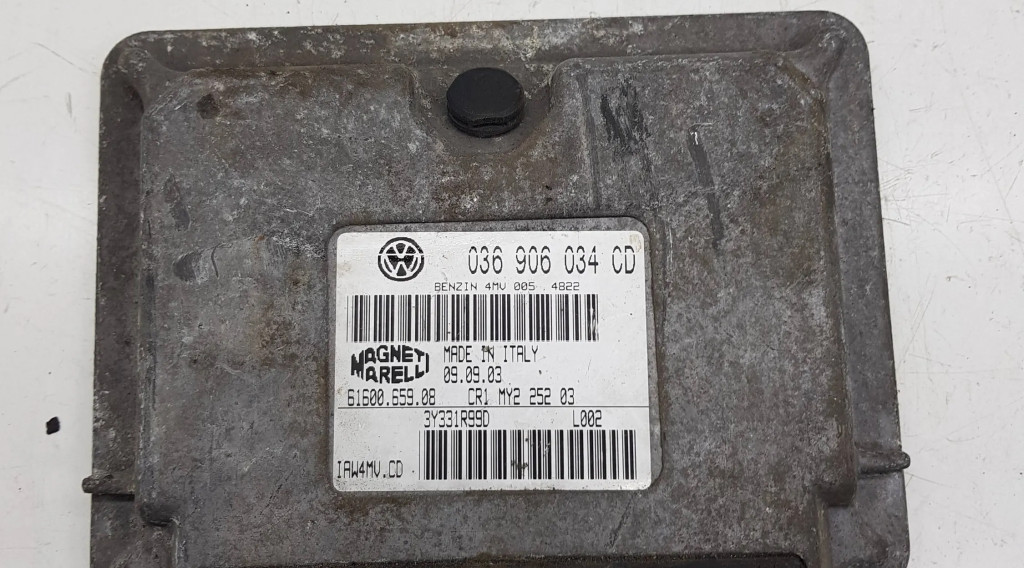 036 906 034 CD
BENZIN 4MV 005 4822
MAGNETI MARELLI
MADE IN ITALY
09.09.03
61600.659.08 CR1 MY2 252 03
3Y331R99D L002
IAW4MV.CD